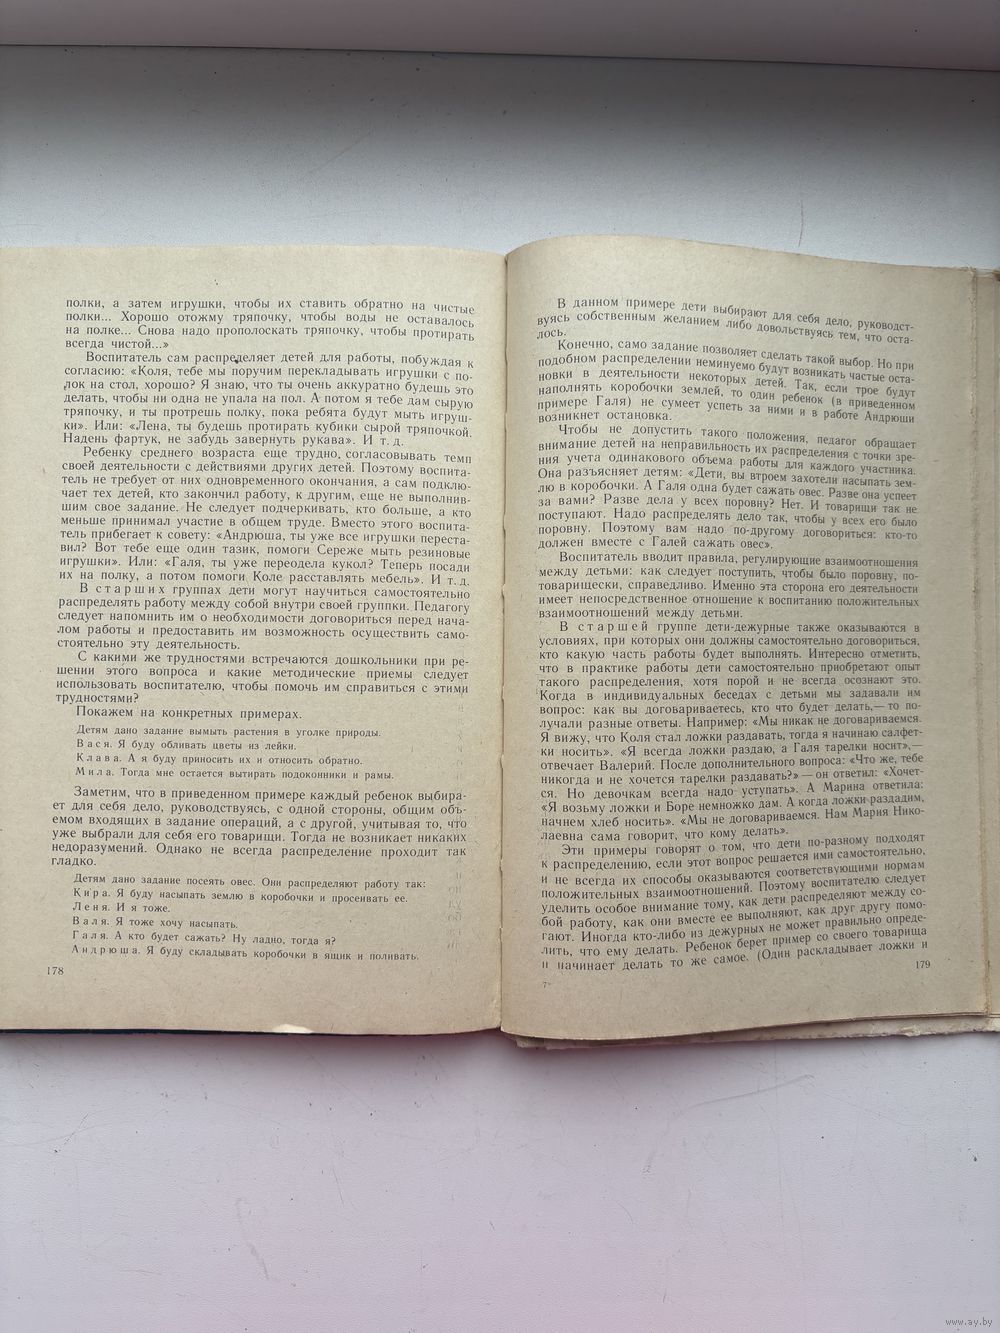 полки, а затем игрушки, чтобы их ставить обратно на чистые
полки... Хорошо отожму тряпочку, чтобы воды не оставалось
на полке... Снова надо прополоскать тряпочку, чтобы протирать
всегда чистой...»
Воспитатель сам распределяет детей для работы, побуждая к
согласию: «Коля, тебе мы поручим перекладывать игрушки с по-
лок на стол, хорошо? Я знаю, что ты очень аккуратно будешь это
делать, чтобы ни одна не упала на пол. А потом я тебе дам сырую
тряпочку, и ты протрешь полку, пока ребята будут мыть игруш-
ки». Или: «Лена, ты будешь протирать кубики сырой тряпочкой.
Надень фартук, не забудь завернуть рукава». И т. д.
Ребенку среднего возраста еще трудно, согласовывать темп
своей деятельности с действиями других детей. Поэтому воспита-
тель не требует от них одновременного окончания, а сам подклю-
чает тех детей, кто закончил работу, к другим, еще не выполнив-
шим свое задание. Не следует подчеркивать, кто больше, а кто
меньше принимал участие в общем труде. Вместо этого воспита-
тель прибегает к совету: «Андрюша, ты уже все игрушки переста-
вил? Вот тебе еще один тазик, помоги Сереже мыть резиновые
игрушки». Или: «Галя, ты уже переодела кукол? Теперь посади
их на полку, а потом помоги Коле расставлять мебель». И т. д.
В старших группах дети могут научиться самостоятельно
распределять работу между собой внутри своей группки. Педагогу
следует напомнить им о необходимости договориться перед нача-
лом работы и предоставить им возможность осуществить само-
стоятельно эту деятельность.
С какими же трудностями встречаются дошкольники при ре-
шении этого вопроса и какие методические приемы следует
использовать воспитателю, чтобы помочь им справиться с этими
трудностями?
Покажем на конкретных примерах.
Детям дано задание вымыть растения в уголке природы.
Вася. Я буду обливать цветы из лейки.
Клава. А я буду приносить их и относить обратно.
Мила. Тогда мне остается вытирать подоконники и рамы.
Заметим, что в приведенном примере каждый ребенок выбира-
ет для себя дело, руководствуясь, с одной стороны, общим объ-
емом входящих в задание операций, а с другой, учитывая то, что
уже выбрали для себя его товарищи. Тогда не возникает никаких
недоразумений. Однако не всегда распределение проходит так
гладко.
Детям дано задание посеять овес. Они распределяют работу так:
Кира. Я буду насыпать землю в коробочки и просеивать ее.
Леня. И я тоже.
Валя. Я тоже хочу насыпать.
Галя. А кто будет сажать? Ну ладно, тогда я?
Андрюша. Я буду складывать коробочки в ящик и поливать.
178
В данном примере дети выбирают для себя дело, руководст-
вуясь собственным желанием либо довольствуясь тем, что оста-
лось.
Конечно, само задание позволяет сделать такой выбор. Но при
подобном распределении неминуемо будут возникать частые оста-
новки в деятельности некоторых детей. Так, если трое будут
наполнять коробочки землей, то один ребенок (в приведенном
примере Галя) не сумеет успеть за ними и в работе Андрюши
возникнет остановка.
Чтобы не допустить такого положения, педагог обращает
внимание детей на неправильность их распределения с точки зре-
ния учета одинакового объема работы для каждого участника.
Она разъясняет детям: «Дети, вы втроем захотели насыпать зем-
лю в коробочки. А Галя одна будет сажать овес. Разве она успеет
за вами? Разве дела у всех поровну? Нет. И товарищи так не
поступают. Надо распределять дело так, чтобы у всех его было
поровну. Поэтому вам надо по-другому договориться: кто-то
должен вместе с Галей сажать овес».
Воспитатель вводит правила, регулирующие взаимоотношения
между детьми: как следует поступить, чтобы было поровну, по-
товарищески, справедливо. Именно эта сторона его деятельности
имеет непосредственное отношение к воспитанию положительных
взаимоотношений между детьми.
В старшей группе дети-дежурные также оказываются в
условиях, при которых они должны самостоятельно договориться,
кто какую часть работы будет выполнять. Интересно отметить,
что в практике работы дети самостоятельно приобретают опыт
такого распределения, хотя порой и не всегда осознают это.
Когда в индивидуальных беседах с детьми мы задавали им
вопрос: как вы договариваетесь, кто что будет делать,— то по-
лучали разные ответы. Например: «Мы никак не договариваемся.
Я вижу, что Коля стал ложки раздавать, тогда я начинаю салфет-
ки носить». «Я всегда ложки раздаю, а Галя тарелки носит»,—
отвечает Валерий. После дополнительного вопроса: «Что же, тебе
никогда и не хочется тарелки раздавать?» — он ответил: «Хочет-
ся. Но девочкам всегда надо уступать». А Марина ответила:
«Я возьму ложки и Боре немножко дам. А когда ложки раздадим,
начнем хлеб носить». «Мы не договариваемся. Нам Мария Нико-
лаевна сама говорит, что кому делать».
Эти примеры говорят о том, что дети по-разному подходят
к распределению, если этот вопрос решается ими самостоятельно,
и не всегда их способы оказываются соответствующими нормам
положительных взаимоотношений. Поэтому воспитателю следует
уделить особое внимание тому, как дети распределяют между со-
бой работу, как они вместе ее выполняют, как друг другу помо-
гают. Иногда кто-либо из дежурных не может правильно опреде-
лить, что ему делать. Ребенок берет пример со своего товарища
и начинает делать то же самое. (Один раскладывает ложки и
7*
179
www.ay.by